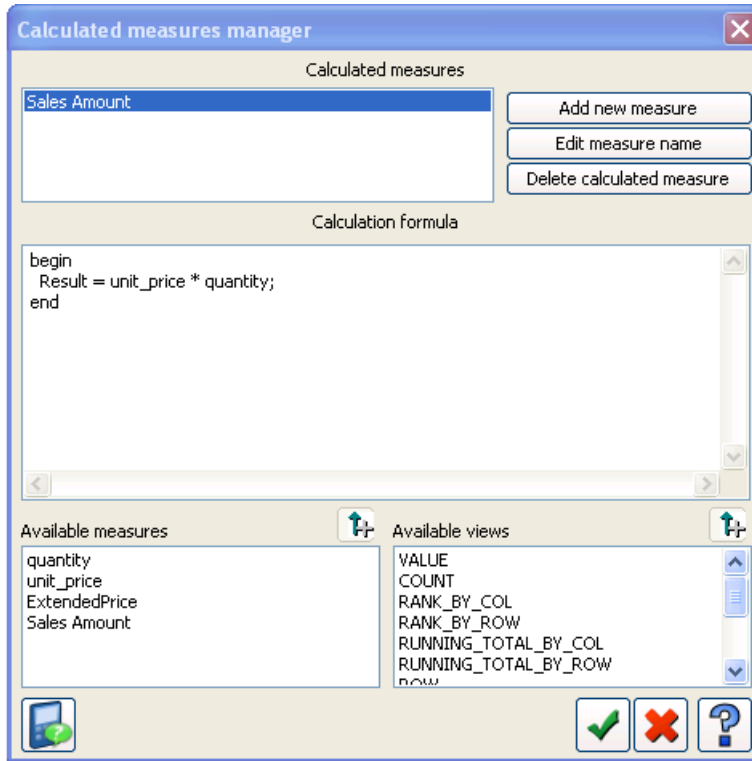 Calculated measures manager
Calculated measures
Sales Amount
Add new measure
Edit measure name
Delete calculated measure
Calculation formula
begin
Result = unit_price * quantity;
end
Available measures
quantity
unit_price
ExtendedPrice
Sales Amount
Available views
VALUE
COUNT
RANK_BY_COL
RANK_BY_ROW
RUNNING_TOTAL_BY_COL
RUNNING_TOTAL_BY_ROW
ROW